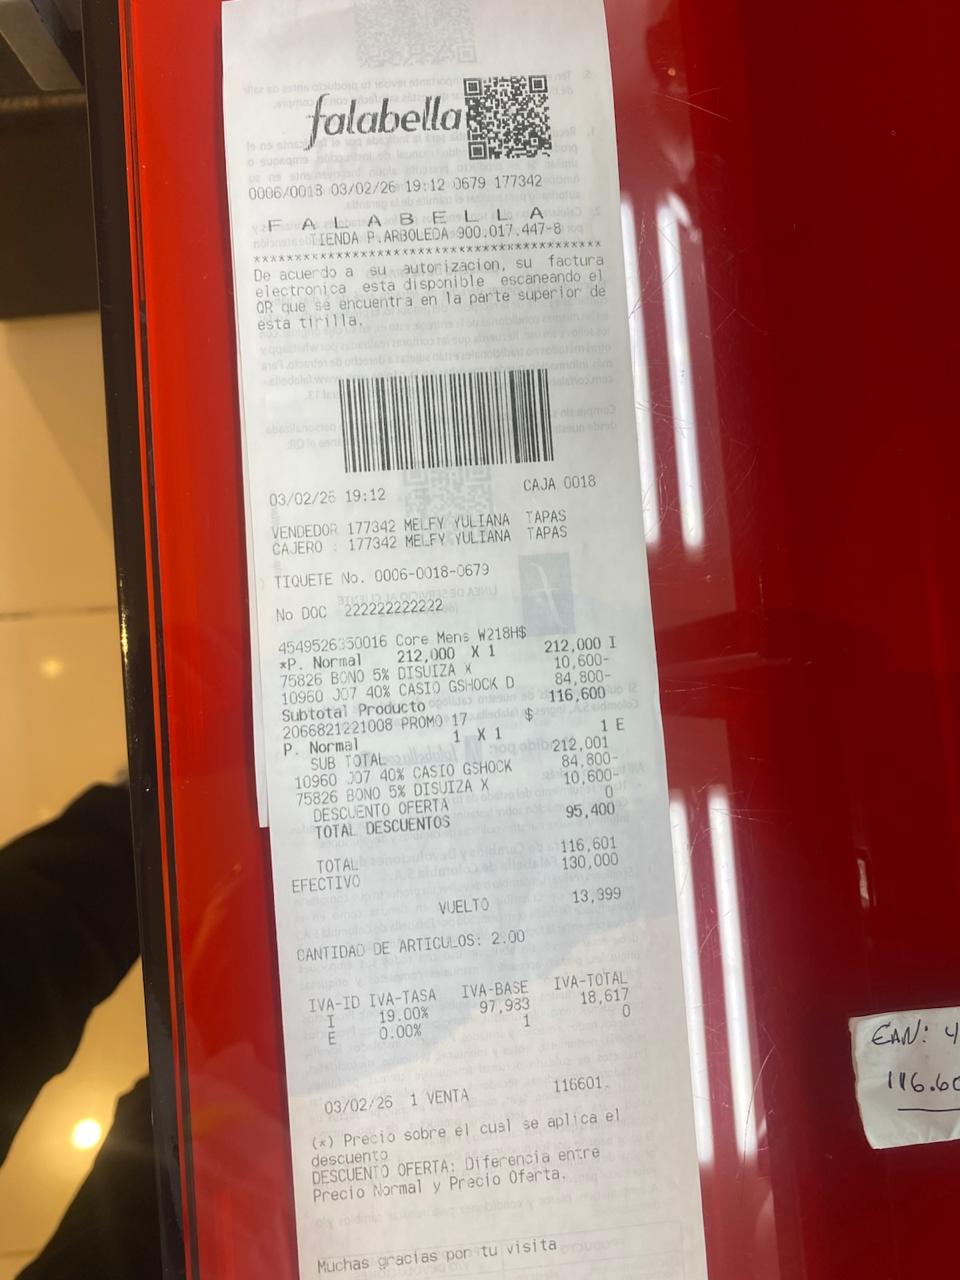 falabella
0006/0018 03/02/26 19:12 0679 177342
F A L A B E L L A
TIENDA P.ARBOLEDA 900.017.447-8
************************************************
De acuerdo a su autorizacion, su factura
electronica esta disponible escaneando el
QR que se encuentra en la parte superior de
esta tirilla.
03/02/26 19:12 CAJA 0018
VENDEDOR 177342 MELFY YULIANA TAPAS
CAJERO : 177342 MELFY YULIANA TAPAS
TIQUETE No. 0006-0018-0679
No DOC 222222222222
4549526350016 Core Mens W218H$
*P. Normal 212,000 X 1 212,000 I
75826 BONO 5% DISUIZA X 10,600-
10960 J07 40% CASIO GSHOCK D 84,800-
Subtotal Producto 116,600
2066821221008 PROMO 17 $
P. Normal 1 X 1 1 E
SUB TOTAL 212,001
10960 J07 40% CASIO GSHOCK 84,800-
75826 BONO 5% DISUIZA X 10,600-
DESCUENTO OFERTA 0
TOTAL DESCUENTOS 95,400
TOTAL 116,601
EFECTIVO 130,000
VUELTO 13,399
CANTIDAD DE ARTICULOS: 2.00
IVA-ID IVA-TASA IVA-BASE IVA-TOTAL
I 19.00% 97,983 18,617
E 0.00% 1 0
03/02/26 1 VENTA 116601.
(*) Precio sobre el cual se aplica el
descuento
DESCUENTO OFERTA: Diferencia entre
Precio Normal y Precio Oferta.
Muchas gracias por tu visita
EAN: 4
116.60